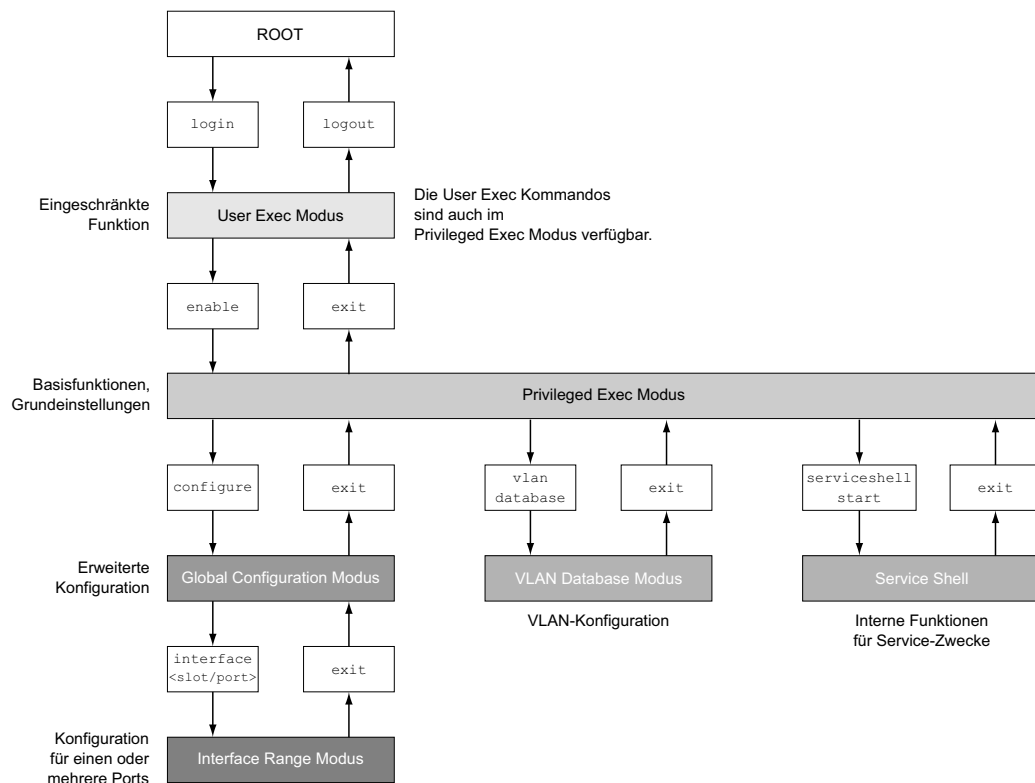 ROOT
login
logout
Eingeschränkte
Funktion
User Exec Modus
Die User Exec Kommandos
sind auch im
Privileged Exec Modus verfügbar.
enable
exit
Basisfunktionen,
Grundeinstellungen
Privileged Exec Modus
configure
exit
vlan
database
exit
serviceshell
start
exit
Erweiterte
Konfiguration
Global Configuration Modus
VLAN Database Modus
Service Shell
VLAN-Konfiguration
Interne Funktionen
für Service-Zwecke
interface
<slot/port>
exit
Konfiguration
für einen oder
mehrere Ports
Interface Range Modus